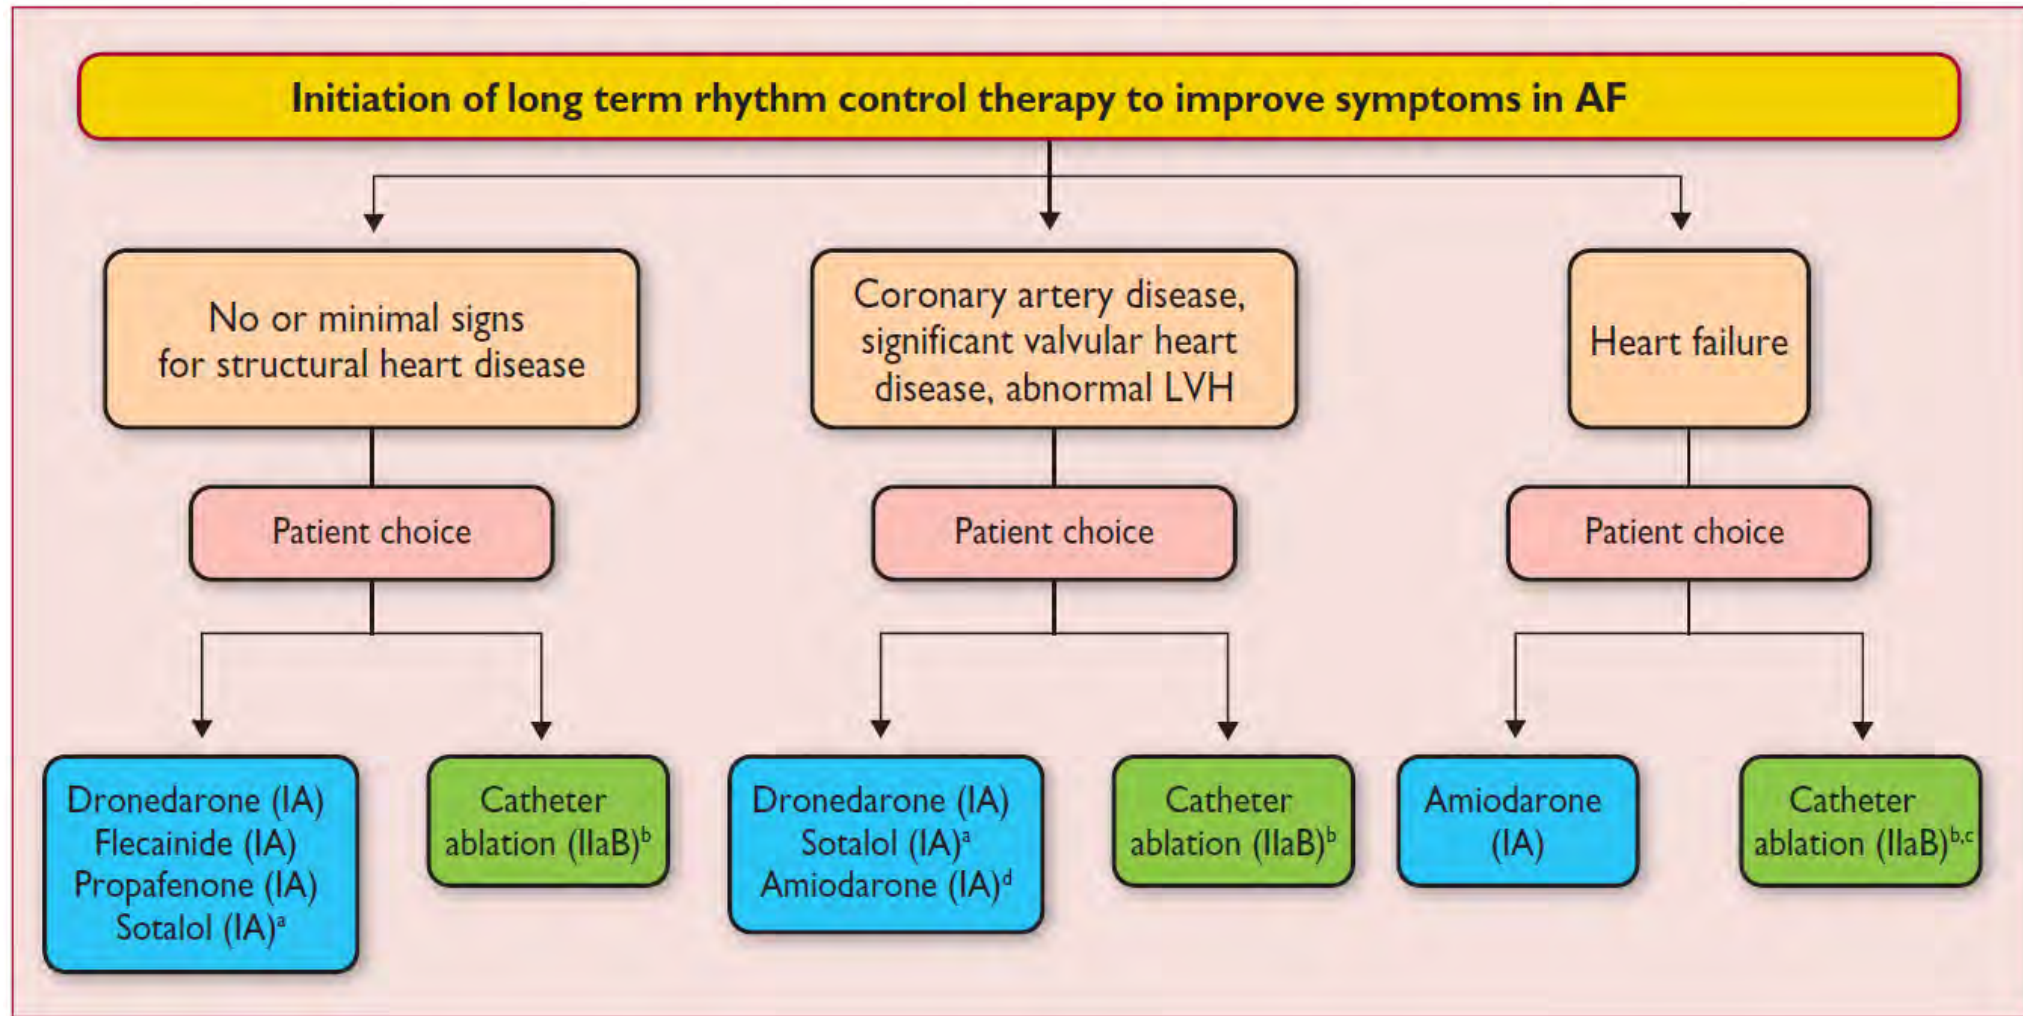 Initiation of long term rhythm control therapy to improve symptoms in AF
No or minimal signs
for structural heart disease
Coronary artery disease,
significant valvular heart
disease, abnormal LVH
Heart failure
Patient choice
Patient choice
Patient choice
Dronedarone (IA)
Flecainide (IA)
Propafenone (IA)
Sotalol (IA)ᵃ
Catheter
ablation (IIaB)ᵇ
Dronedarone (IA)
Sotalol (IA)ᵃ
Amiodarone (IA)ᵈ
Catheter
ablation (IIaB)ᵇ
Amiodarone
(IA)
Catheter
ablation (IIaB)ᵇ,ᶜ